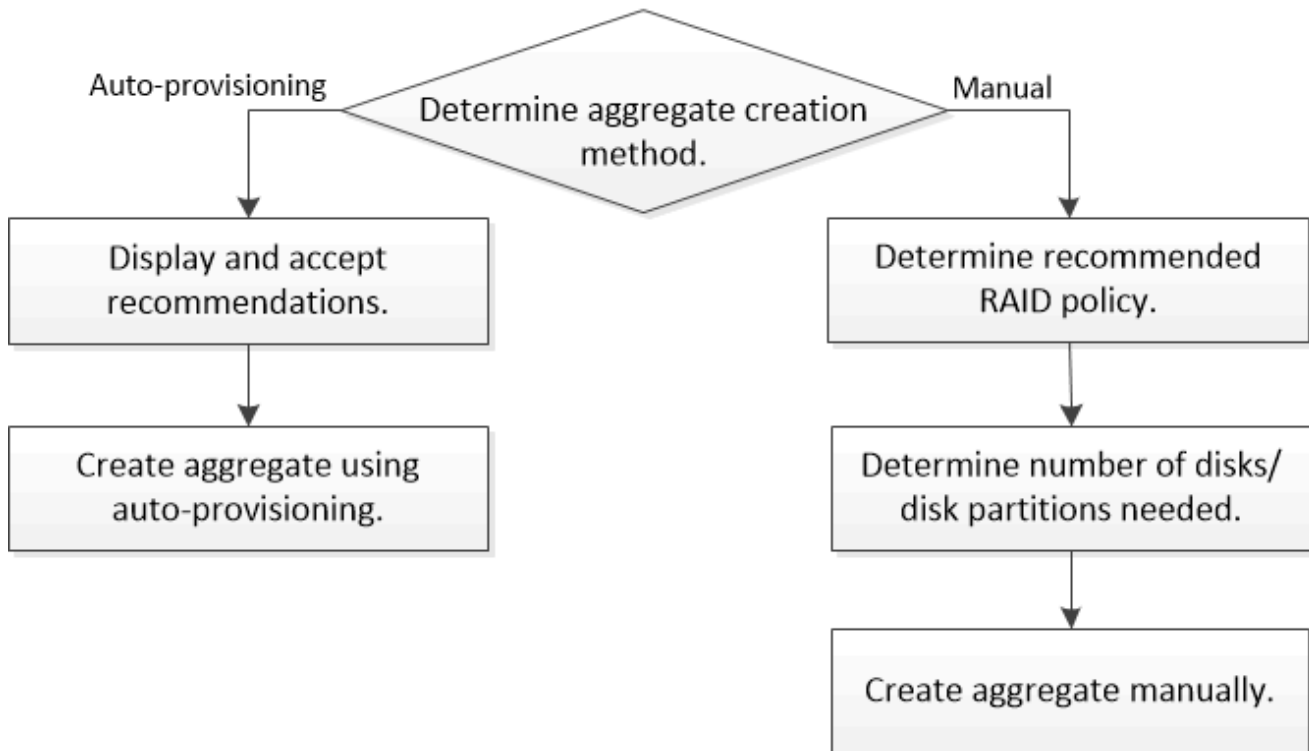 Auto-provisioning
Manual
Determine aggregate creation
method.
Display and accept
recommendations.
Determine recommended
RAID policy.
Create aggregate using
auto-provisioning.
Determine number of disks/
disk partitions needed.
Create aggregate manually.